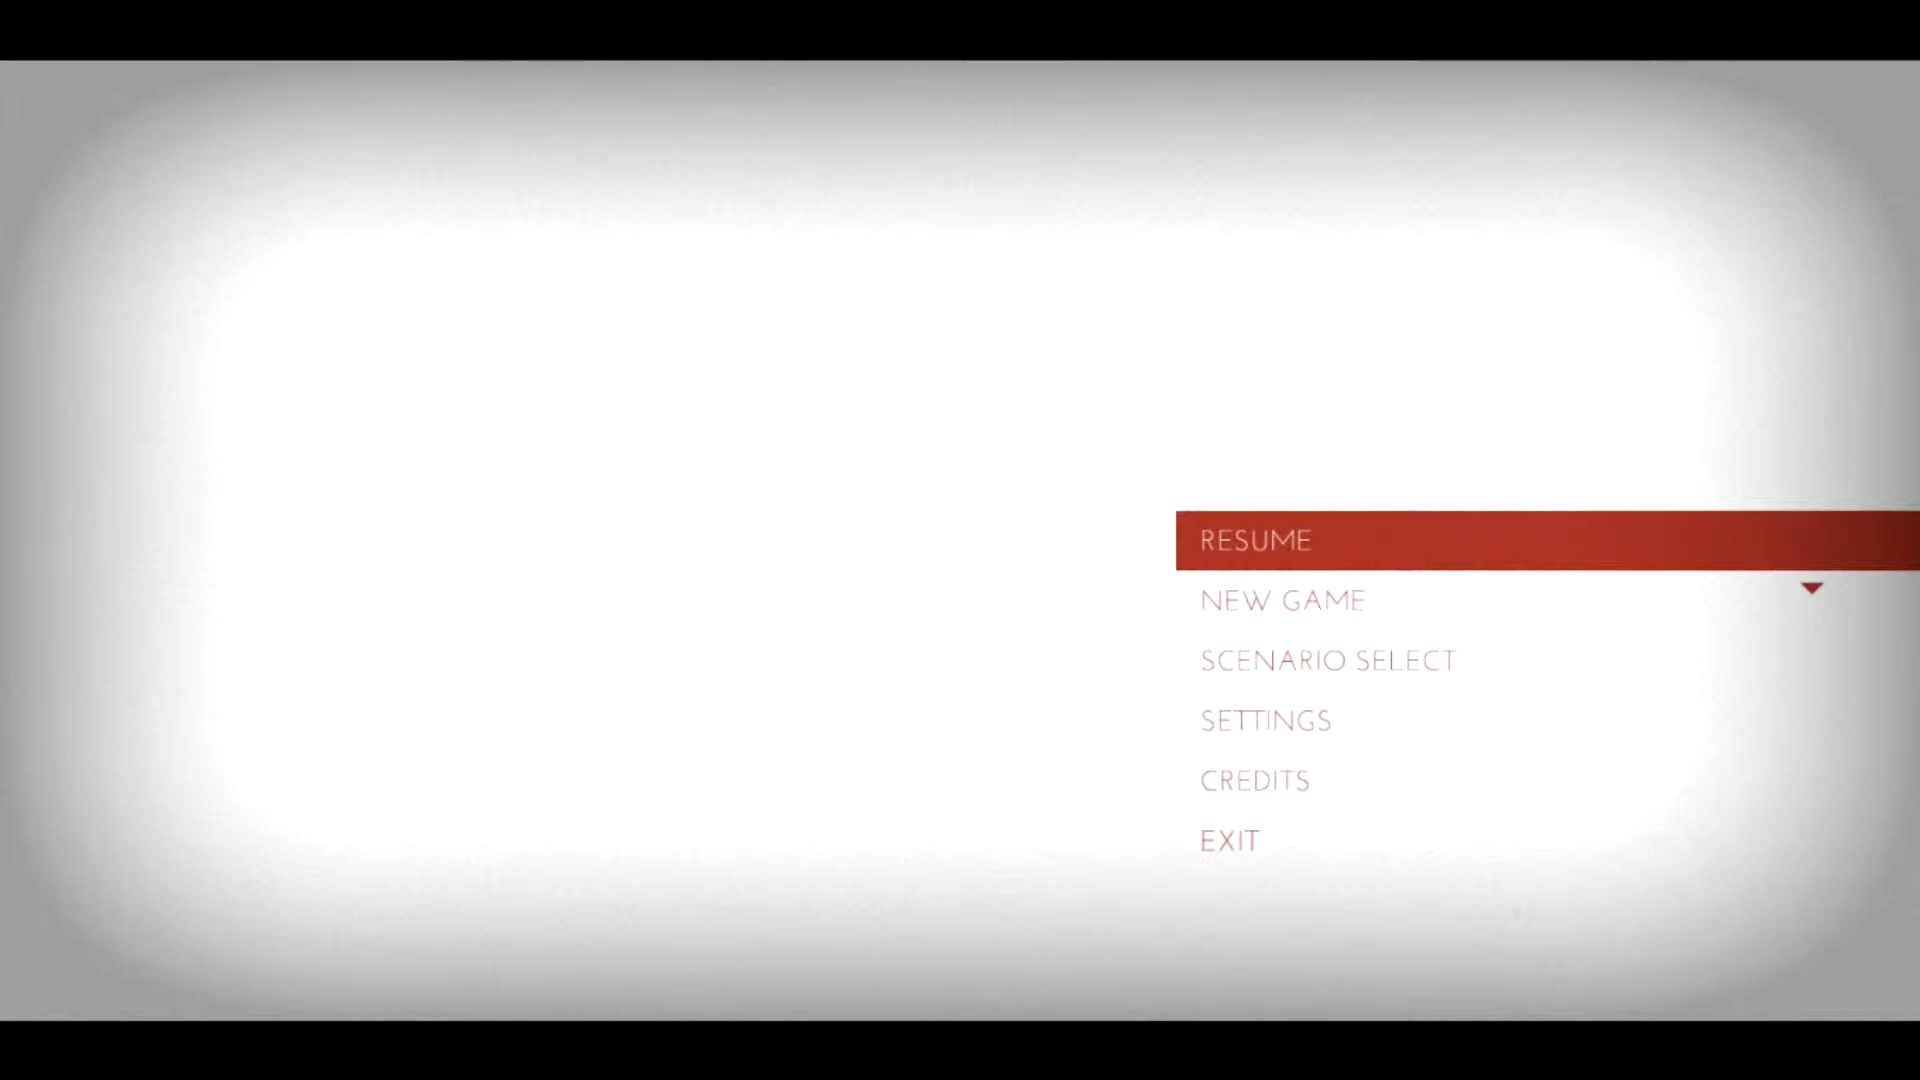 RESUME
NEW GAME
SCENARIO SELECT
SETTINGS
CREDITS
EXIT